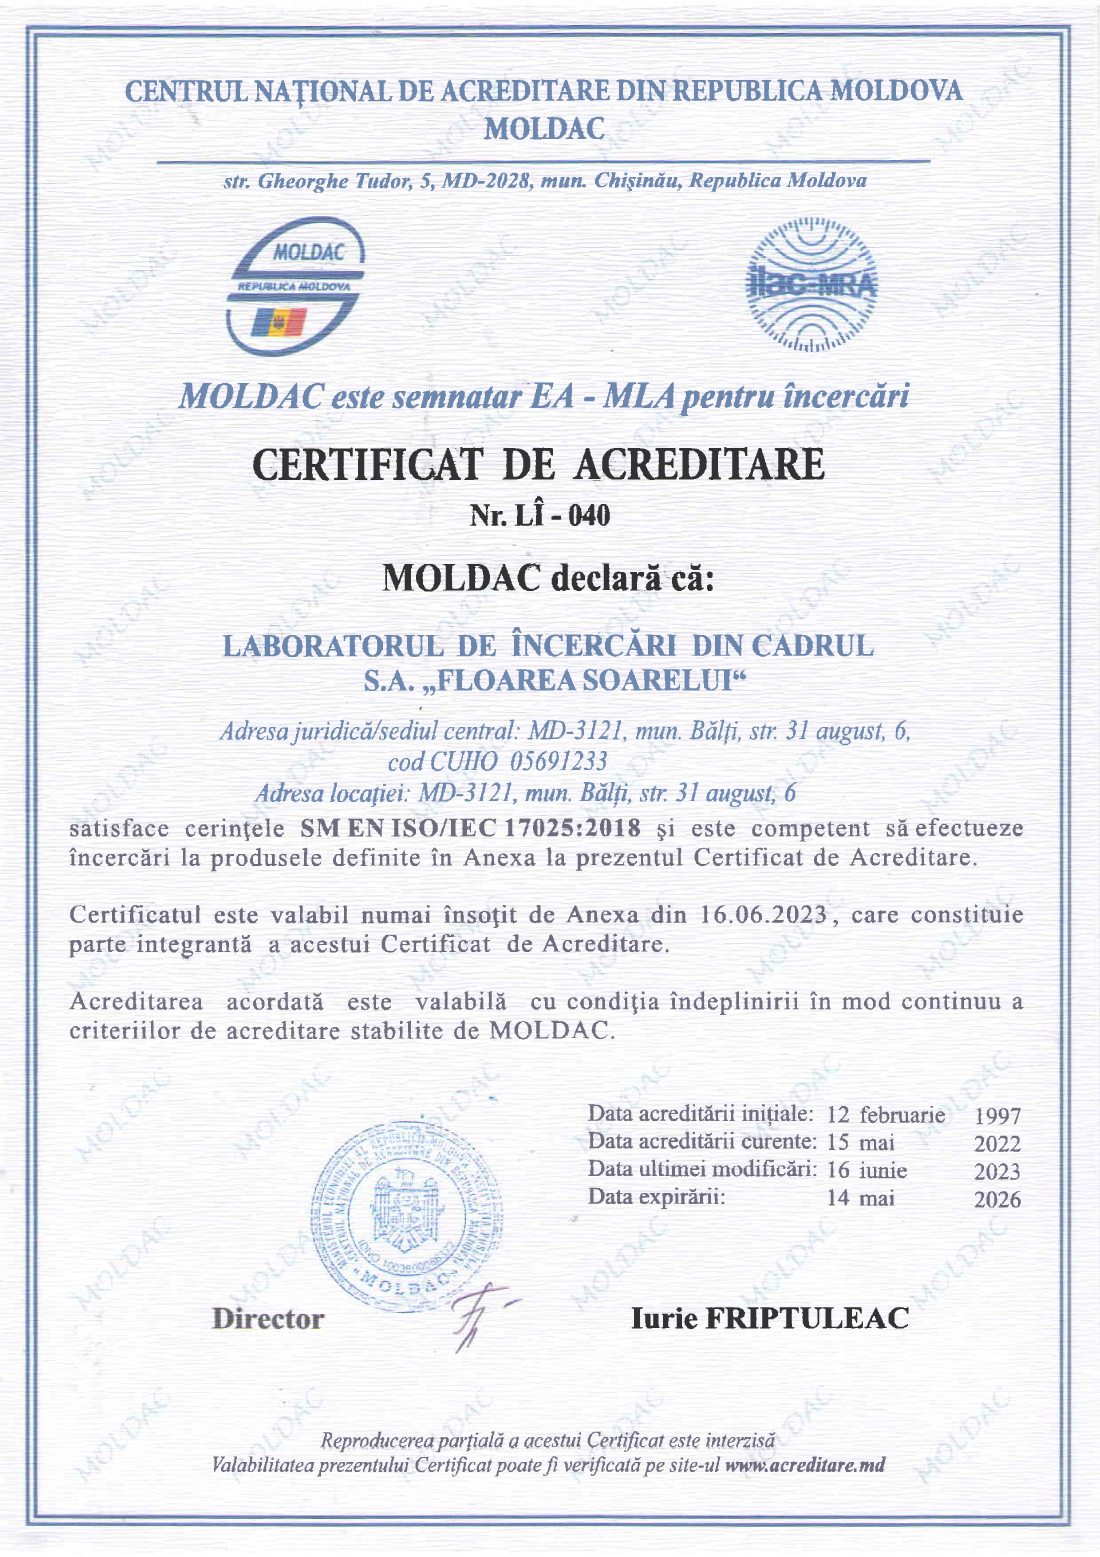 CENTRUL NAŢIONAL DE ACREDITARE DIN REPUBLICA MOLDOVA
MOLDAC
str. Gheorghe Tudor, 5, MD-2028, mun. Chişinău, Republica Moldova
MOLDAC
REPUBLICA MOLDOVA
ilac-MRA
MOLDAC este semnatar EA - MLA pentru încercări
CERTIFICAT DE ACREDITARE
Nr. LÎ - 040
MOLDAC declară că:
LABORATORUL DE ÎNCERCĂRI DIN CADRUL
S.A. „FLOAREA SOARELUI“
Adresa juridică/sediul central: MD-3121, mun. Bălți, str. 31 august, 6,
cod CUIIO 05691233
Adresa locației: MD-3121, mun. Bălți, str. 31 august, 6
satisface cerinţele SM EN ISO/IEC 17025:2018 şi este competent să efectueze
încercări la produsele definite în Anexa la prezentul Certificat de Acreditare.
Certificatul este valabil numai însoţit de Anexa din 16.06.2023, care constituie
parte integrantă a acestui Certificat de Acreditare.
Acreditarea acordată este valabilă cu condiţia îndeplinirii în mod continuu a
criteriilor de acreditare stabilite de MOLDAC.
Data acreditării iniţiale: 12 februarie 1997
Data acreditării curente: 15 mai 2022
Data ultimei modificări: 16 iunie 2023
Data expirării: 14 mai 2026
«MOLDAC»
Director
Iurie FRIPTULEAC
Reproducerea parţială a acestui Certificat este interzisă
Valabilitatea prezentului Certificat poate fi verificată pe site-ul www.acreditare.md